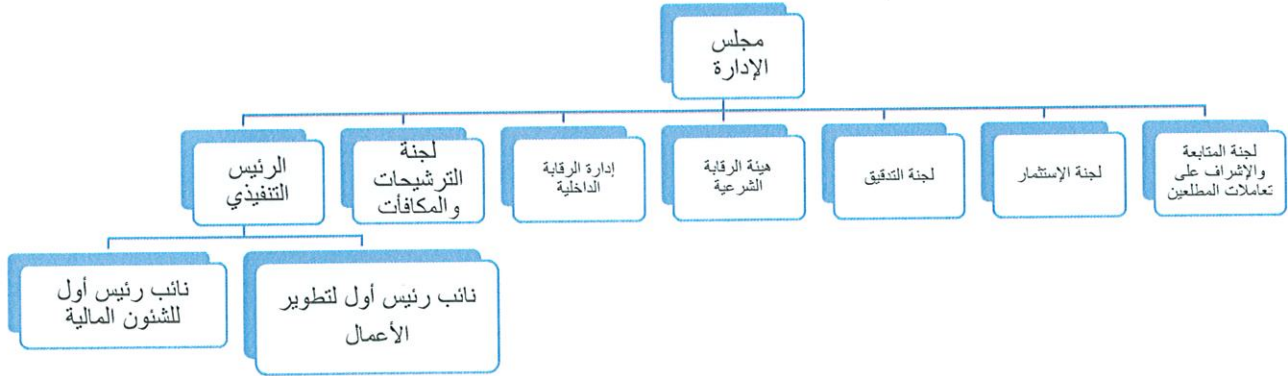 مجلس
الإدارة
لجنة المتابعة
والإشراف على
تعاملات المطلعين
لجنة الإستثمار
لجنة التدقيق
هيئة الرقابة
الشرعية
إدارة الرقابة
الداخلية
لجنة
الترشيحات
والمكافأت
الرئيس
التنفيذي
نائب رئيس أول لتطوير
الأعمال
نائب رئيس أول
للشئون المالية